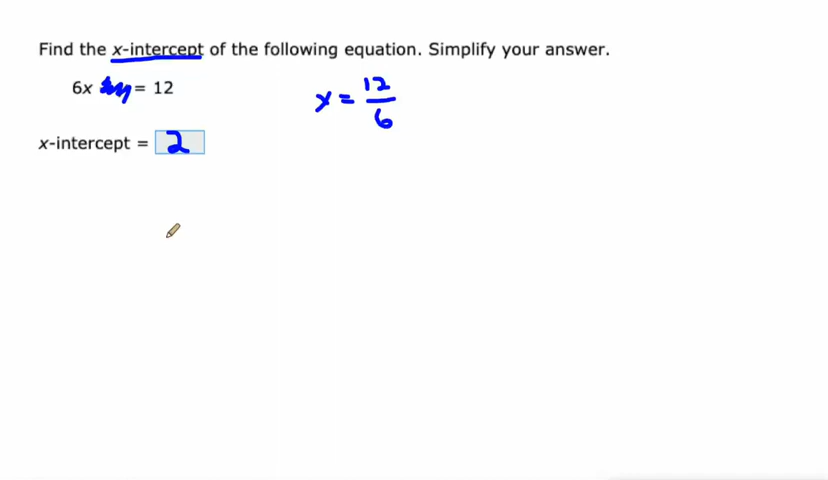 Find the x-intercept of the following equation. Simplify your answer.
6x = 12
x = 12/6
x-intercept = 2